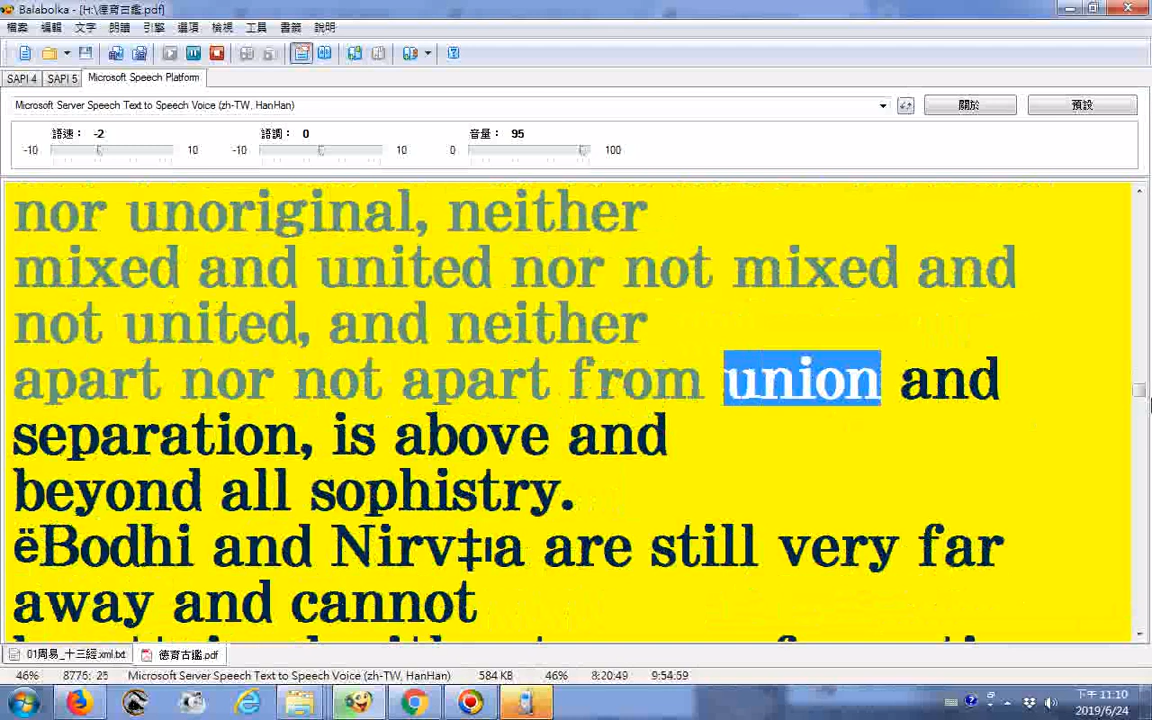 Balabolka - [H:\德育古鑑.pdf]
檔案 編輯 文字 朗讀 引擎 選項 檢視 工具 書籤 說明
SAPI 4 SAPI 5 Microsoft Speech Platform
Microsoft Server Speech Text to Speech Voice (zh-TW, HanHan) 關於 預設
語速： -2 語調： 0 音量： 95
-10 10 -10 10 0 100
nor unoriginal, neither
mixed and united nor not mixed and
not united, and neither
apart nor not apart from union and
separation, is above and
beyond all sophistry.
ëBodhi and Nirv‡ıa are still very far
away and cannot
01周易_十三經.xml.txt 德育古鑑.pdf
46% 8776: 25 Microsoft Server Speech Text to Speech Voice (zh-TW, HanHan) 584 KB 46% 8:20:49 9:54:59
下午 11:10
2019/6/24